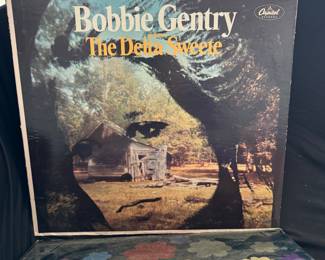 Bobbie Gentry
The Delta Sweete
Capitol